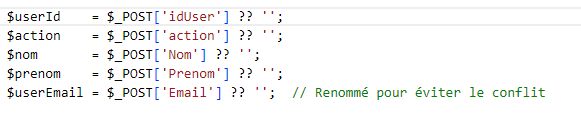 $userId    = $_POST['idUser'] ?? '';
$action    = $_POST['action'] ?? '';
$nom       = $_POST['Nom'] ?? '';
$prenom    = $_POST['Prenom'] ?? '';
$userEmail = $_POST['Email'] ?? '';  // Renommé pour éviter le conflit